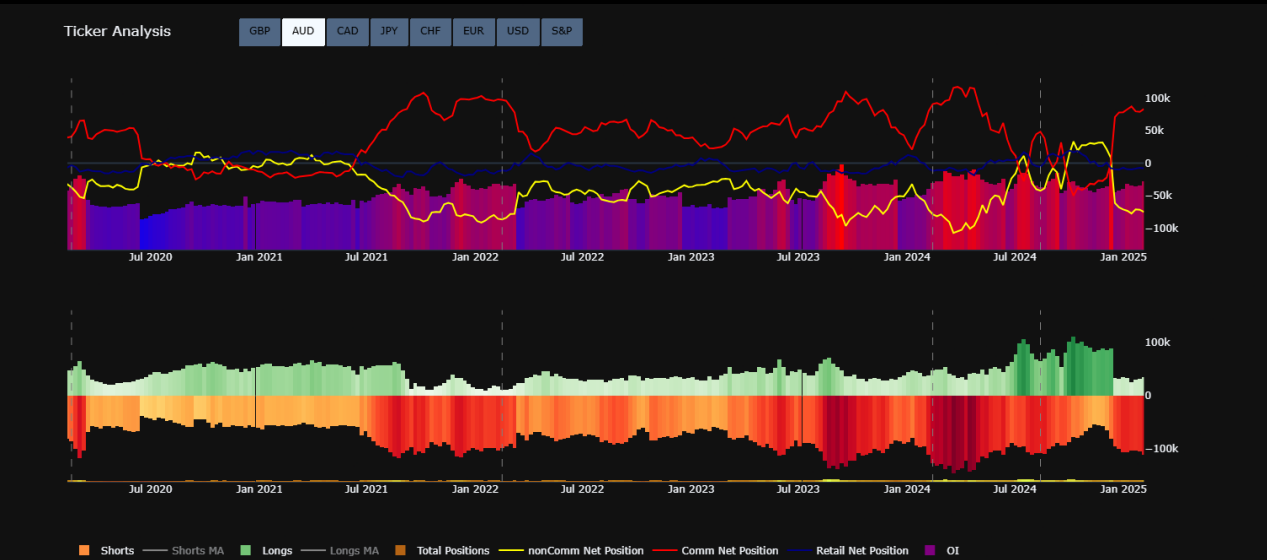 Ticker Analysis
GBP AUD CAD JPY CHF EUR USD S&P
100k
50k
0
−50k
−100k
Jul 2020 Jan 2021 Jul 2021 Jan 2022 Jul 2022 Jan 2023 Jul 2023 Jan 2024 Jul 2024 Jan 2025
100k
0
−100k
Jul 2020 Jan 2021 Jul 2021 Jan 2022 Jul 2022 Jan 2023 Jul 2023 Jan 2024 Jul 2024 Jan 2025
Shorts Shorts MA Longs Longs MA Total Positions nonComm Net Position Comm Net Position Retail Net Position OI